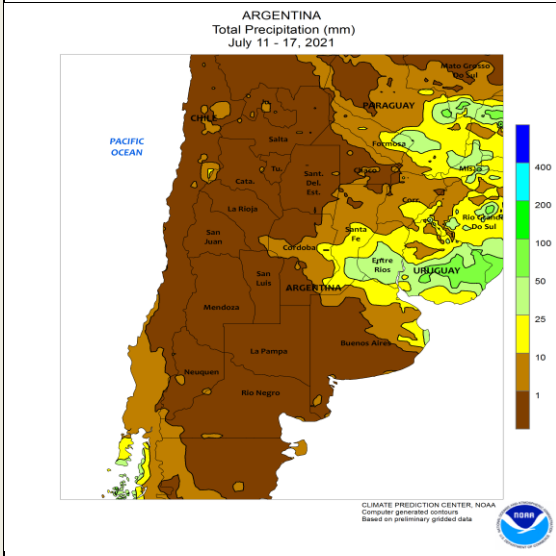 ARGENTINA
Total Precipitation (mm)
July 11 - 17, 2021
Mato Grosso
Do Sul
PARAGUAY
CHILE
Ju.
PACIFIC
OCEAN
Salta
Formosa
Tu.
Sant.
Del.
Est.
Chaco
Misio
Cata.
La Rioja
Corr.
Rio Grande
Do Sul
San
Juan
Santa
Fe
Cordoba
Entre
Rios
URUGUAY
San
Luis
ARGENTINA
Mendoza
Buenos Aires
La Pampa
Neuquen
Rio Negro
400
200
100
50
25
10
1
CLIMATE PREDICTION CENTER, NOAA
Computer generated contours
Based on preliminary gridded data
NOAA